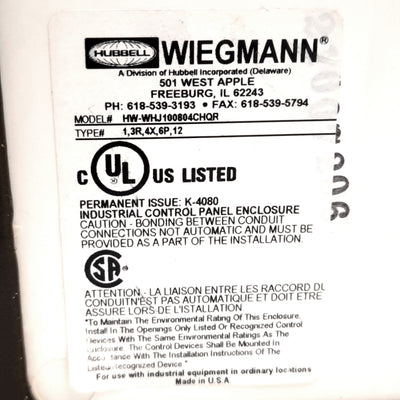 HUBBELL WIEGMANN®
A Division of Hubbell Incorporated (Delaware)
501 WEST APPLE
FREEBURG, IL 62243
PH: 618-539-3193 • FAX: 618-539-5794
MODEL# HW-WHJ100804CHQR
TYPE# 1,3R,4X,6P,12
C UL ® US LISTED
PERMANENT ISSUE: K-4080
INDUSTRIAL CONTROL PANEL ENCLOSURE
CAUTION - BONDING BETWEEN CONDUIT
CONNECTIONS NOT AUTOMATIC AND MUST BE
PROVIDED AS A PART OF THE INSTALLATION.
SA ®
ATTENTION - LA LIAISON ENTRE LES RACCORD DU
CONDUIT N'EST PAS AUTOMATIQUE ET DOIT ETRE
ASSURE LORS DE L'ISTALLATION
"To Maintain The Environmental Rating Of This Enclosure,
Install In The Openings Only Listed Or Recognized Control
Devices With The Same Environmental Ratings As The
Enclosure. The Control Devices Shall Be Mounted In
Accordance With The Installation Instructions Of The
Listed/Recognized Device."
For use with industrial equipment in ordinary locations
Made in U.S.A